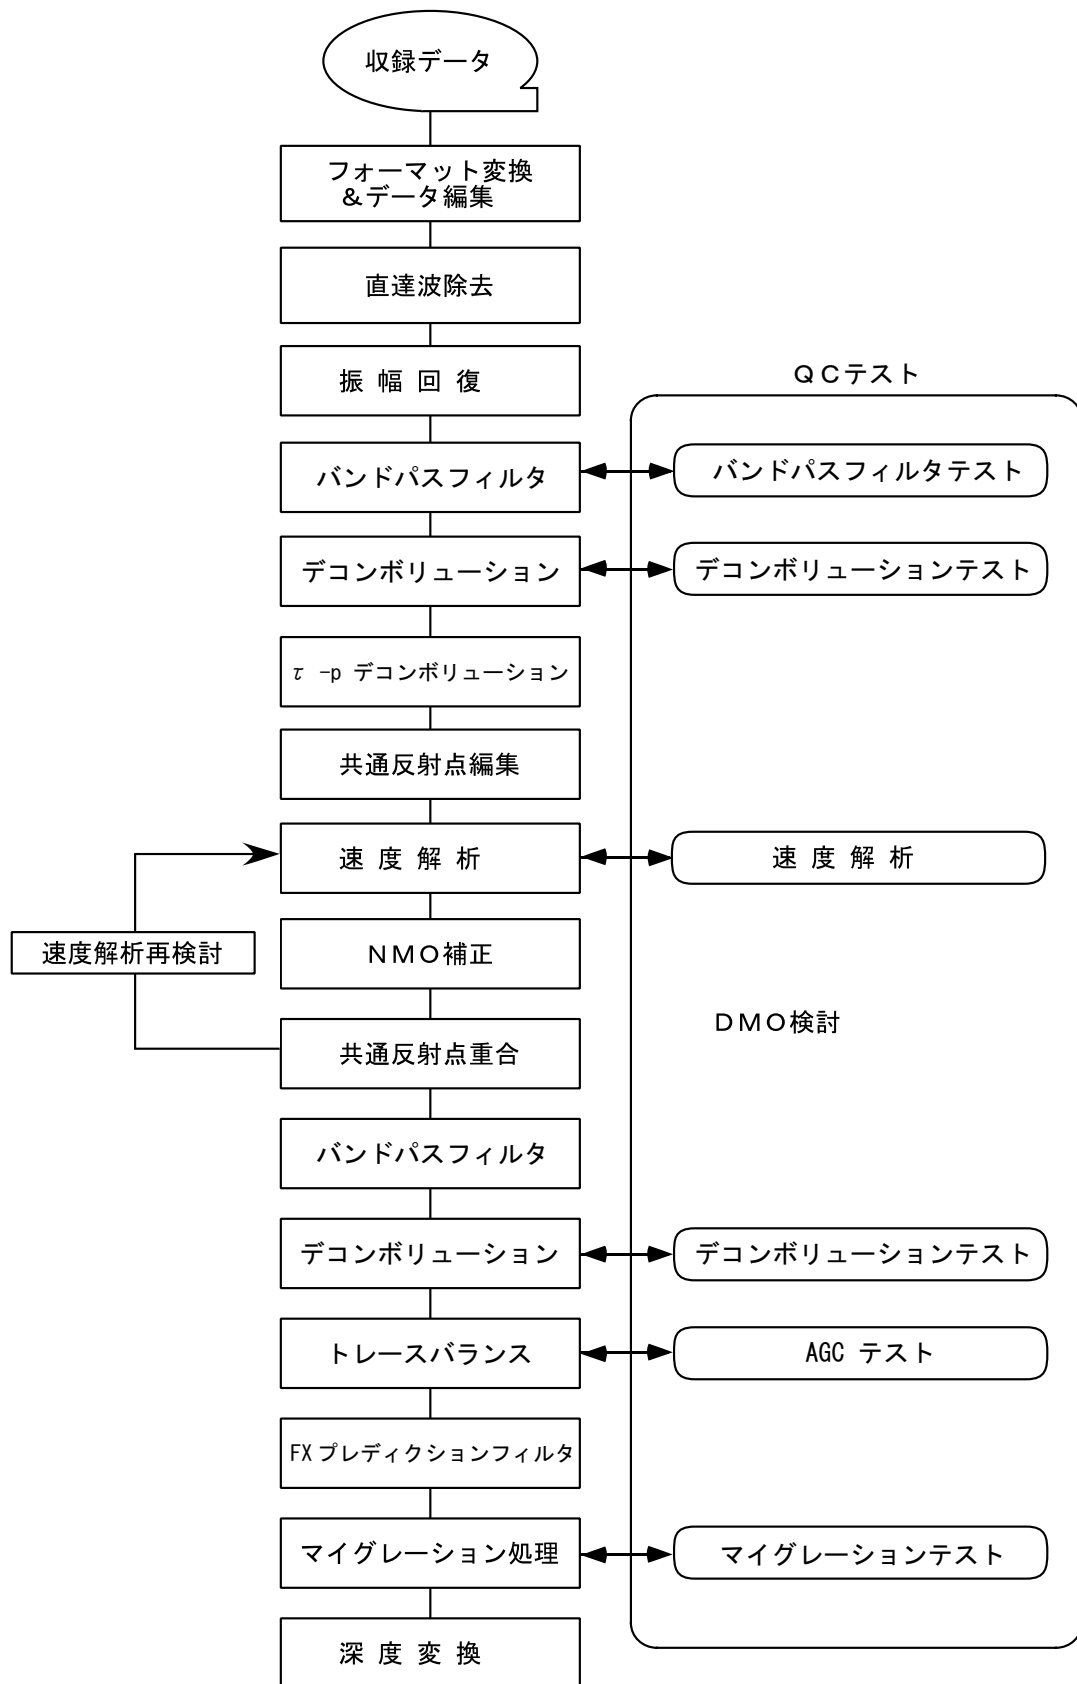 収録データ
フォーマット変換
&データ編集
直達波除去
振幅回復
QCテスト
バンドパスフィルタ
バンドパスフィルタテスト
デコンボリューション
デコンボリューションテスト
τ -p デコンボリューション
共通反射点編集
速度解析
速度解析
速度解析再検討
NMO補正
DMO検討
共通反射点重合
バンドパスフィルタ
デコンボリューション
デコンボリューションテスト
トレースバランス
AGC テスト
FXプレディクションフィルタ
マイグレーション処理
マイグレーションテスト
深度変換